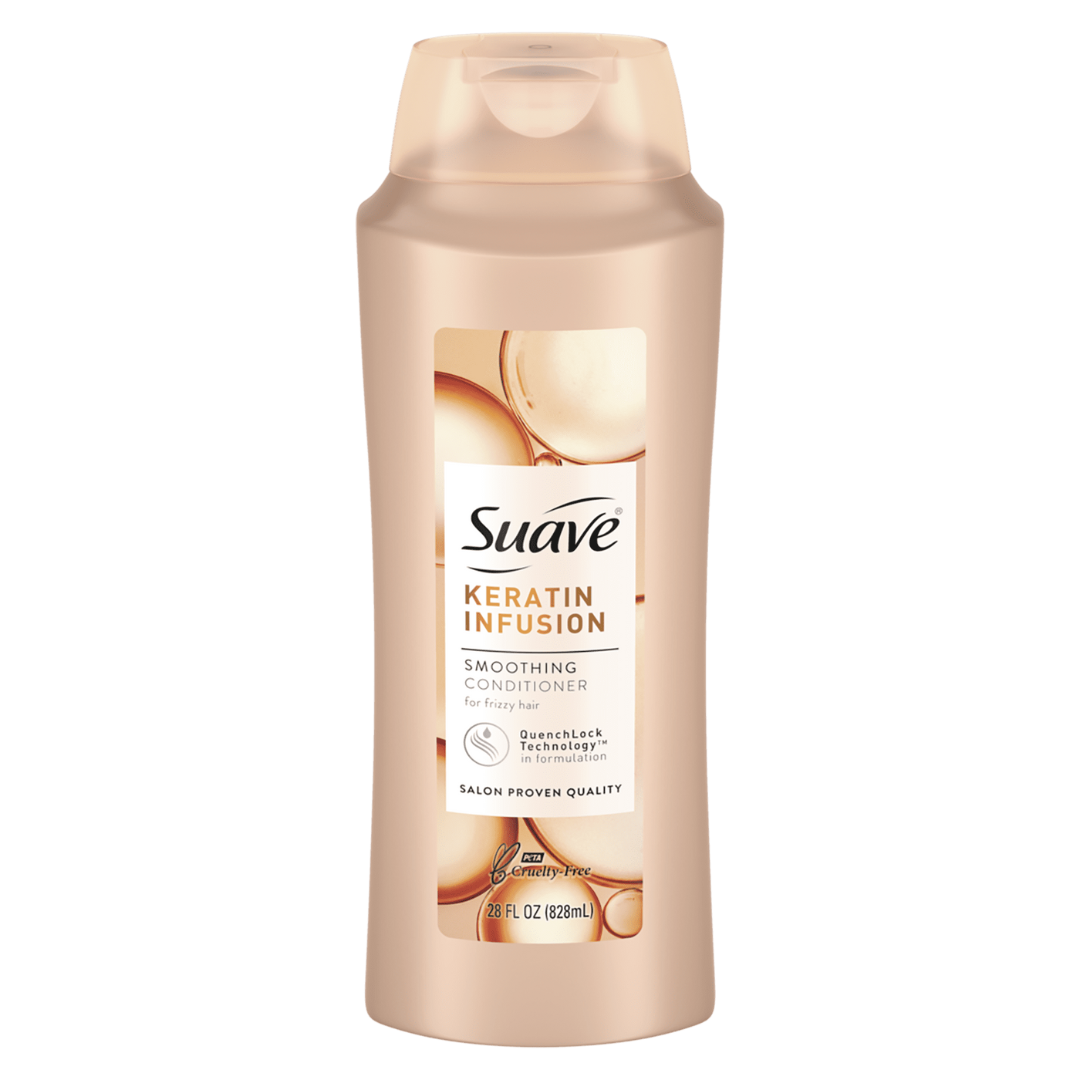 Suave®
KERATIN
INFUSION
SMOOTHING
CONDITIONER
for frizzy hair
QuenchLock
Technology™
in formulation
SALON PROVEN QUALITY
PETA
Cruelty-Free
28 FL OZ (828mL)